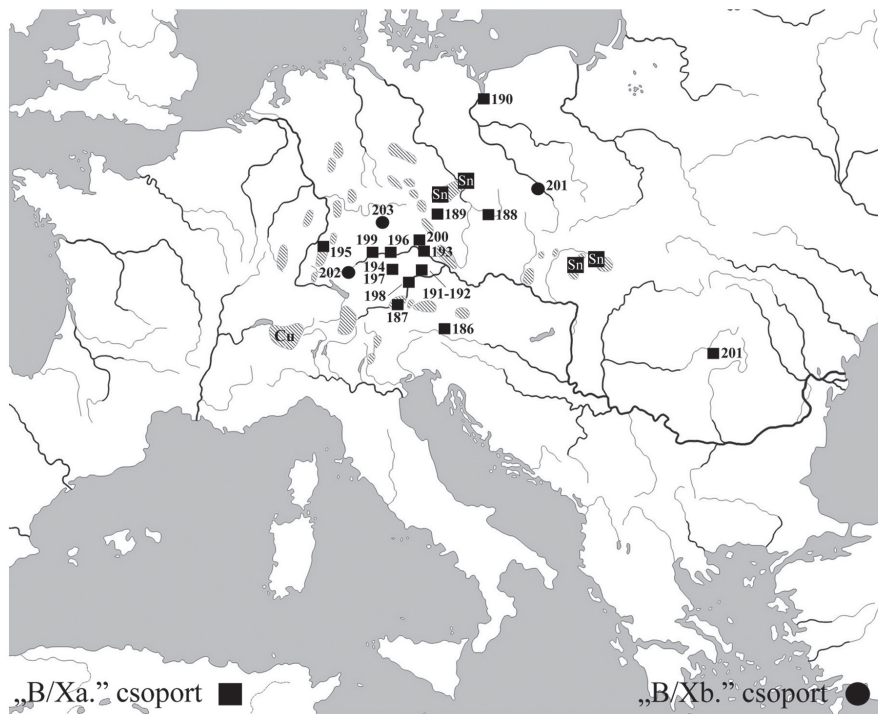 190
Sn
Sn
201
189
188
203
200
199
196
193
195
Sn
Sn
194
202
197
191-192
198
187
186
Cu
201
„B/Xa.” csoport
„B/Xb.” csoport